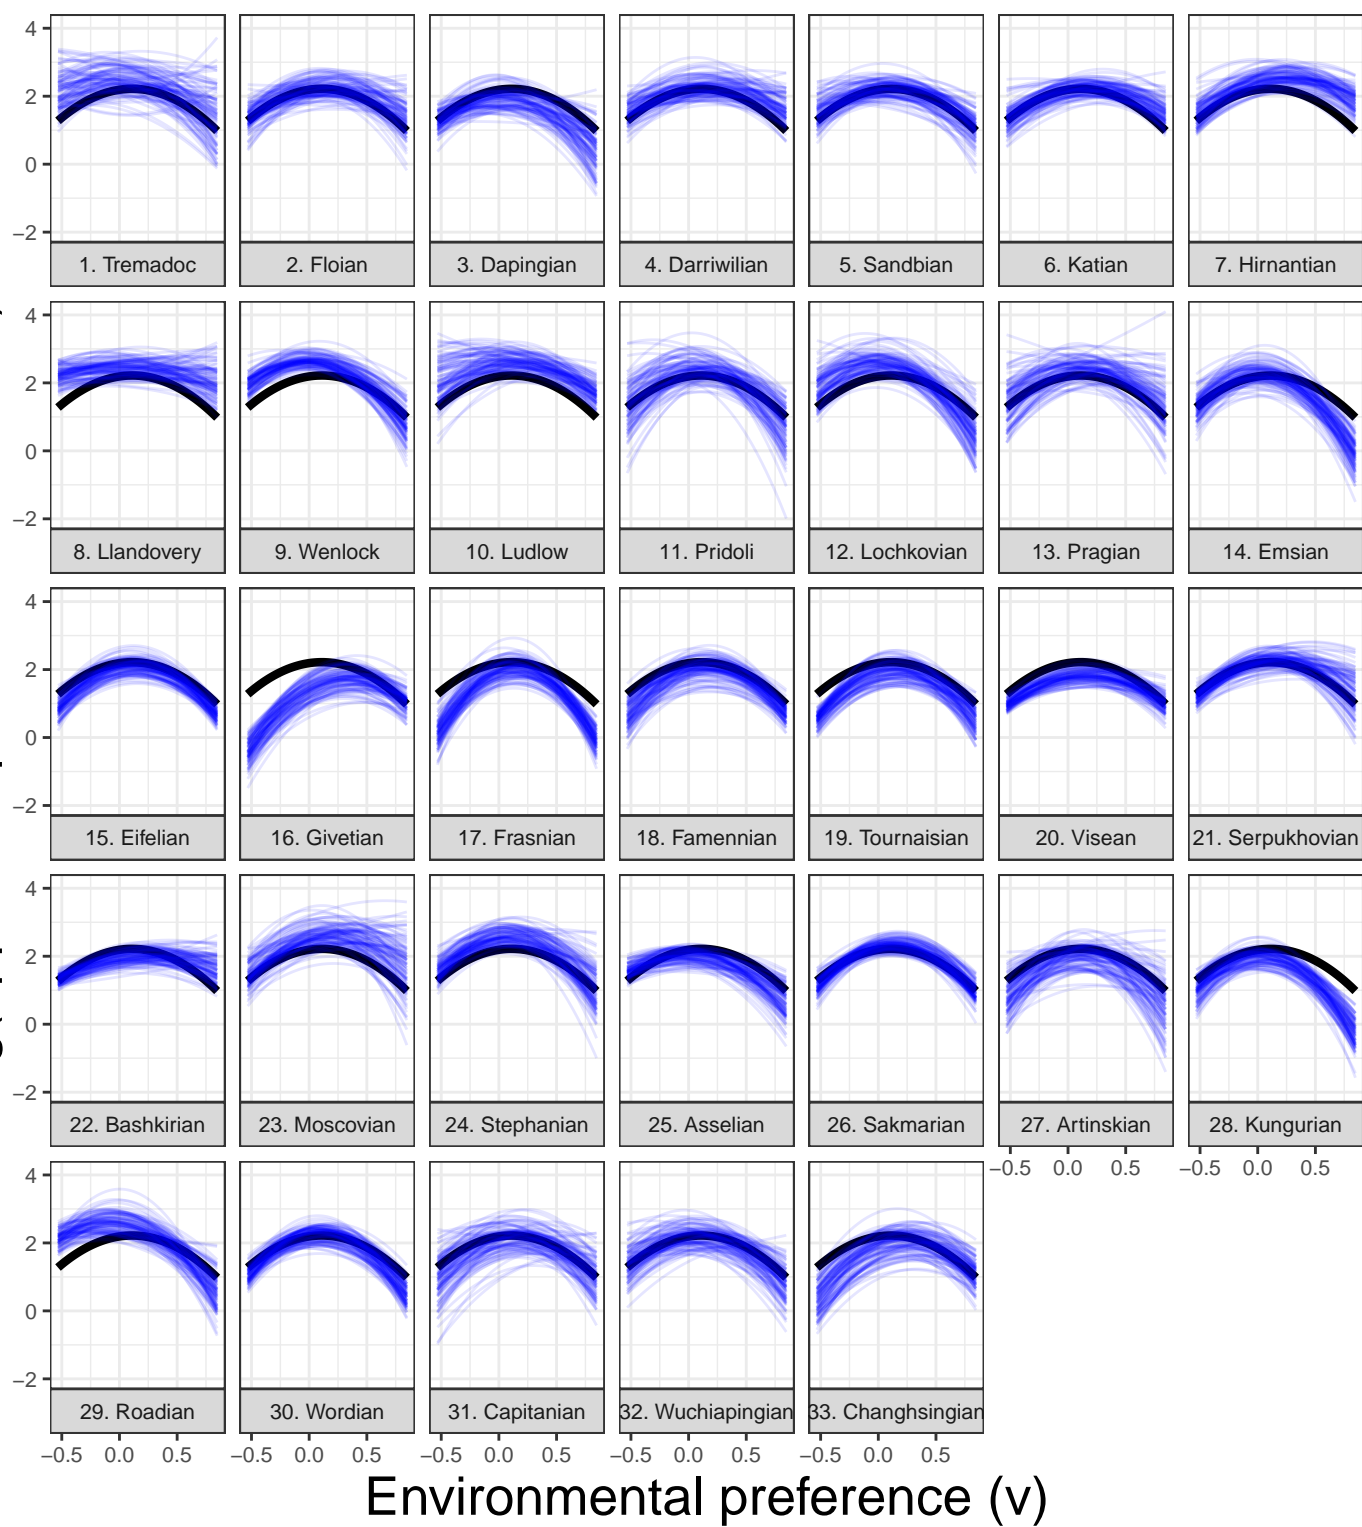 4
2
0
−2
1. Tremadoc 2. Floian 3. Dapingian 4. Darriwilian 5. Sandbian 6. Katian 7. Hirnantian
4
2
0
−2
8. Llandovery 9. Wenlock 10. Ludlow 11. Pridoli 12. Lochkovian 13. Pragian 14. Emsian
4
2
0
−2
15. Eifelian 16. Givetian 17. Frasnian 18. Famennian 19. Tournaisian 20. Visean 21. Serpukhovian
4
2
0
−2
22. Bashkirian 23. Moscovian 24. Stephanian 25. Asselian 26. Sakmarian 27. Artinskian 28. Kungurian
−0.5 0.0 0.5 −0.5 0.0 0.5
4
2
0
−2
29. Roadian 30. Wordian 31. Capitanian 32. Wuchiapingian 33. Changhsingian
−0.5 0.0 0.5 −0.5 0.0 0.5 −0.5 0.0 0.5 −0.5 0.0 0.5 −0.5 0.0 0.5
Environmental preference (v)